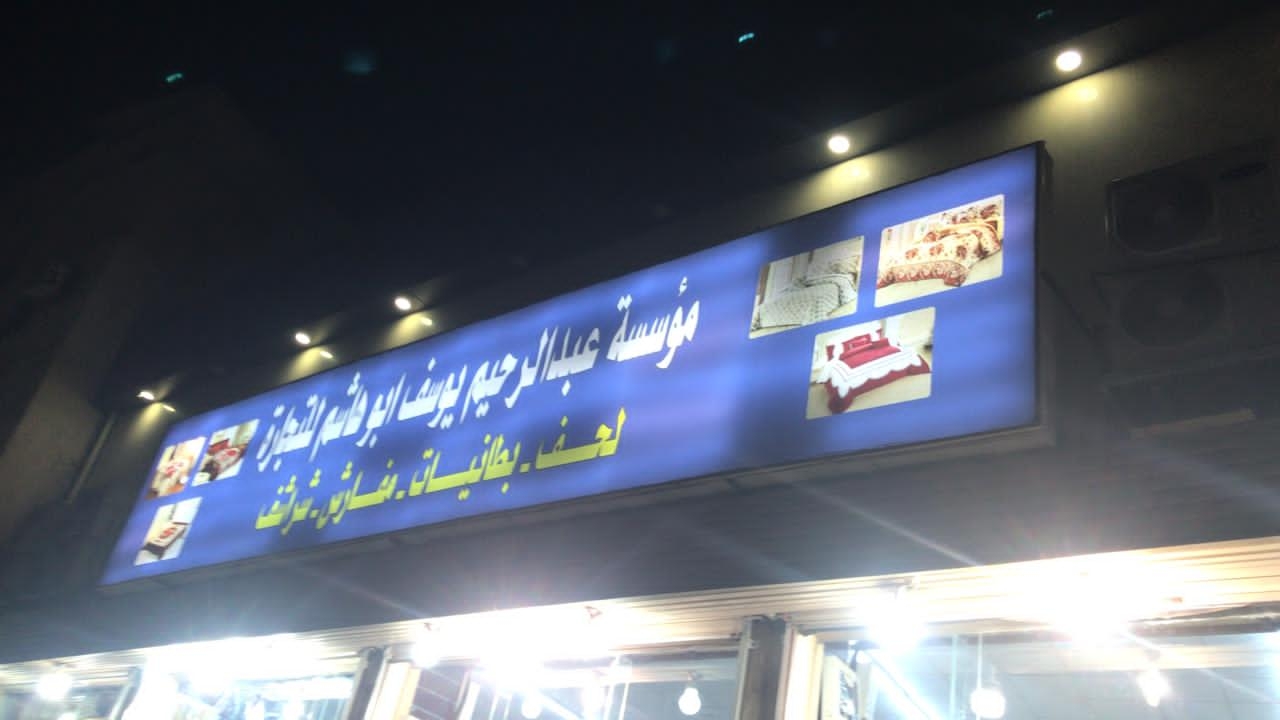 مؤسسة عبدالرحيم يوسف ابو هاشم للتجارة
لحف - بطانيات - مفارش - شراشف